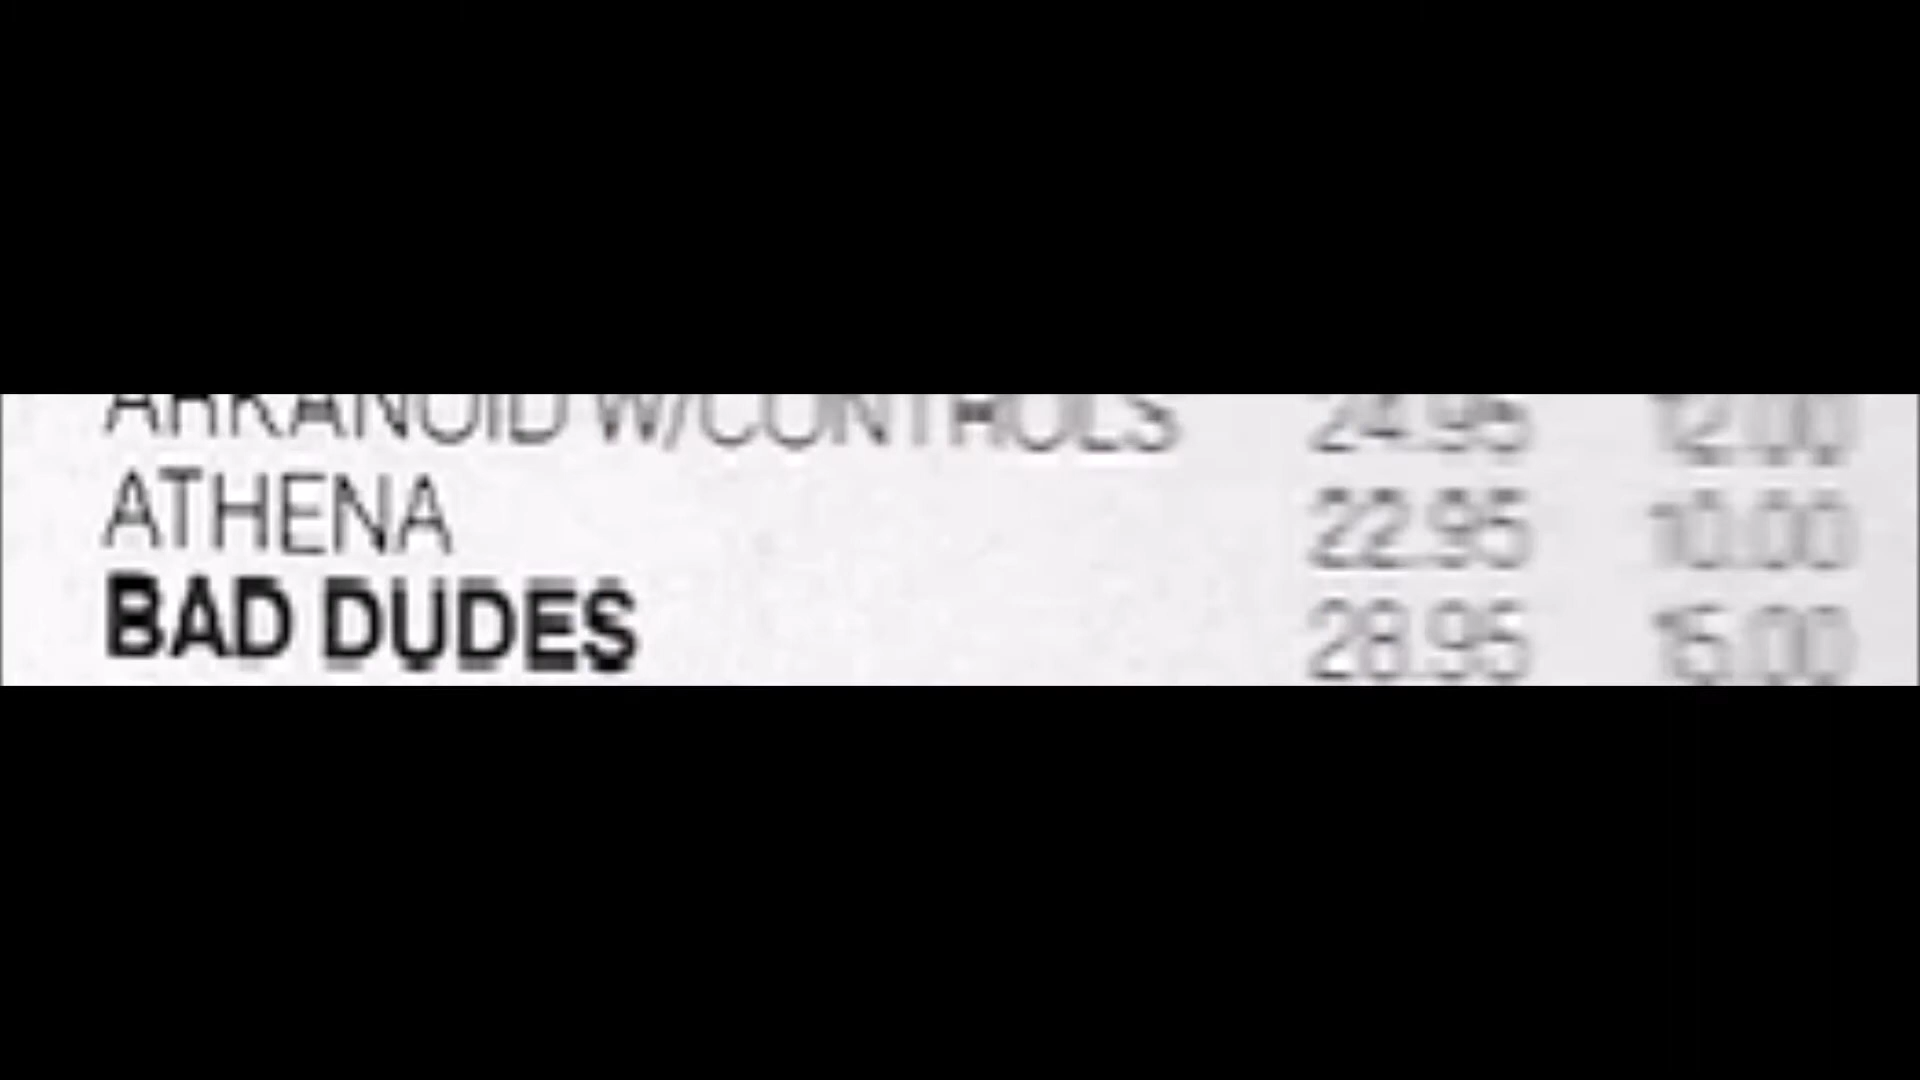 ARKANOID W/CONTROLS 24.95 12.00
ATHENA 22.95 10.00
BAD DUDES 28.95 15.00